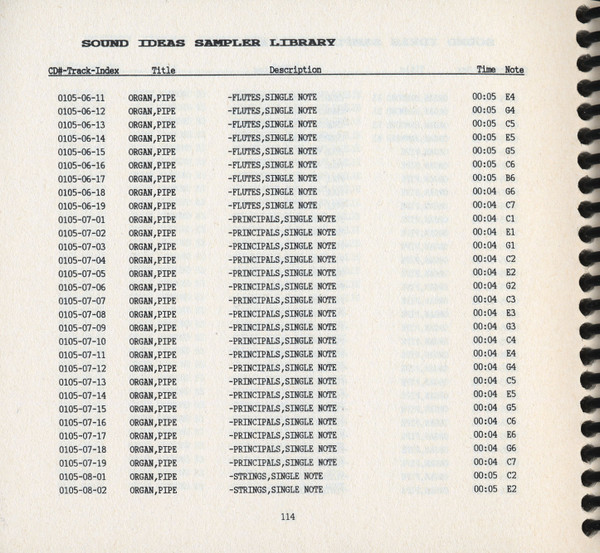 SOUND IDEAS SAMPLER LIBRARY
CD#-Track-Index Title Description Time Note
0105-06-11 ORGAN,PIPE -FLUTES,SINGLE NOTE 00:05 E4
0105-06-12 ORGAN,PIPE -FLUTES,SINGLE NOTE 00:05 G4
0105-06-13 ORGAN,PIPE -FLUTES,SINGLE NOTE 00:05 C5
0105-06-14 ORGAN,PIPE -FLUTES,SINGLE NOTE 00:05 E5
0105-06-15 ORGAN,PIPE -FLUTES,SINGLE NOTE 00:05 G5
0105-06-16 ORGAN,PIPE -FLUTES,SINGLE NOTE 00:05 C6
0105-06-17 ORGAN,PIPE -FLUTES,SINGLE NOTE 00:05 B6
0105-06-18 ORGAN,PIPE -FLUTES,SINGLE NOTE 00:04 G6
0105-06-19 ORGAN,PIPE -FLUTES,SINGLE NOTE 00:04 C7
0105-07-01 ORGAN,PIPE -PRINCIPALS,SINGLE NOTE 00:04 C1
0105-07-02 ORGAN,PIPE -PRINCIPALS,SINGLE NOTE 00:04 E1
0105-07-03 ORGAN,PIPE -PRINCIPALS,SINGLE NOTE 00:04 G1
0105-07-04 ORGAN,PIPE -PRINCIPALS,SINGLE NOTE 00:04 C2
0105-07-05 ORGAN,PIPE -PRINCIPALS,SINGLE NOTE 00:04 E2
0105-07-06 ORGAN,PIPE -PRINCIPALS,SINGLE NOTE 00:04 G2
0105-07-07 ORGAN,PIPE -PRINCIPALS,SINGLE NOTE 00:04 C3
0105-07-08 ORGAN,PIPE -PRINCIPALS,SINGLE NOTE 00:04 E3
0105-07-09 ORGAN,PIPE -PRINCIPALS,SINGLE NOTE 00:04 G3
0105-07-10 ORGAN,PIPE -PRINCIPALS,SINGLE NOTE 00:04 C4
0105-07-11 ORGAN,PIPE -PRINCIPALS,SINGLE NOTE 00:04 E4
0105-07-12 ORGAN,PIPE -PRINCIPALS,SINGLE NOTE 00:04 G4
0105-07-13 ORGAN,PIPE -PRINCIPALS,SINGLE NOTE 00:04 C5
0105-07-14 ORGAN,PIPE -PRINCIPALS,SINGLE NOTE 00:04 E5
0105-07-15 ORGAN,PIPE -PRINCIPALS,SINGLE NOTE 00:04 G5
0105-07-16 ORGAN,PIPE -PRINCIPALS,SINGLE NOTE 00:04 C6
0105-07-17 ORGAN,PIPE -PRINCIPALS,SINGLE NOTE 00:04 E6
0105-07-18 ORGAN,PIPE -PRINCIPALS,SINGLE NOTE 00:04 G6
0105-07-19 ORGAN,PIPE -PRINCIPALS,SINGLE NOTE 00:04 C7
0105-08-01 ORGAN,PIPE -STRINGS,SINGLE NOTE 00:05 C2
0105-08-02 ORGAN,PIPE -STRINGS,SINGLE NOTE 00:05 E2
114